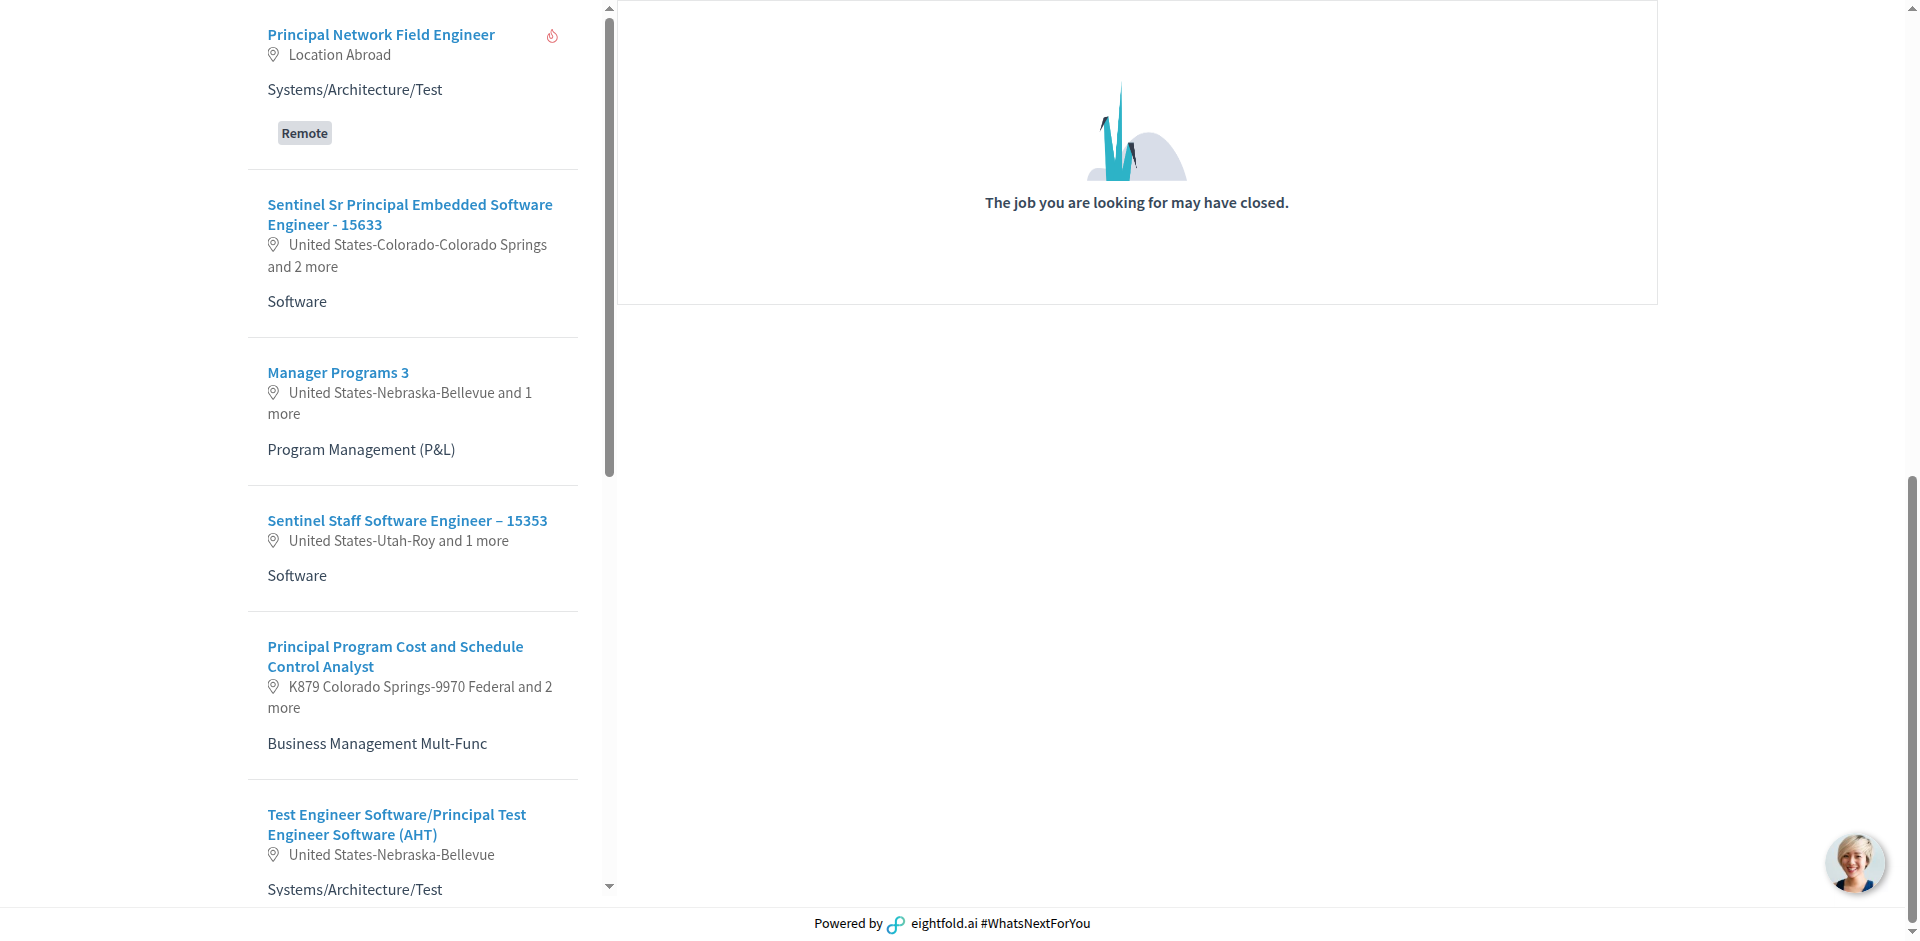 Principal Network Field Engineer
Location Abroad
Systems/Architecture/Test
Remote
Sentinel Sr Principal Embedded Software
Engineer - 15633
United States-Colorado-Colorado Springs
and 2 more
Software
Manager Programs 3
United States-Nebraska-Bellevue and 1
more
Program Management (P&L)
Sentinel Staff Software Engineer – 15353
United States-Utah-Roy and 1 more
Software
Principal Program Cost and Schedule
Control Analyst
K879 Colorado Springs-9970 Federal and 2
more
Business Management Mult-Func
Test Engineer Software/Principal Test
Engineer Software (AHT)
United States-Nebraska-Bellevue
Systems/Architecture/Test
The job you are looking for may have closed.
Powered by eightfold.ai #WhatsNextForYou